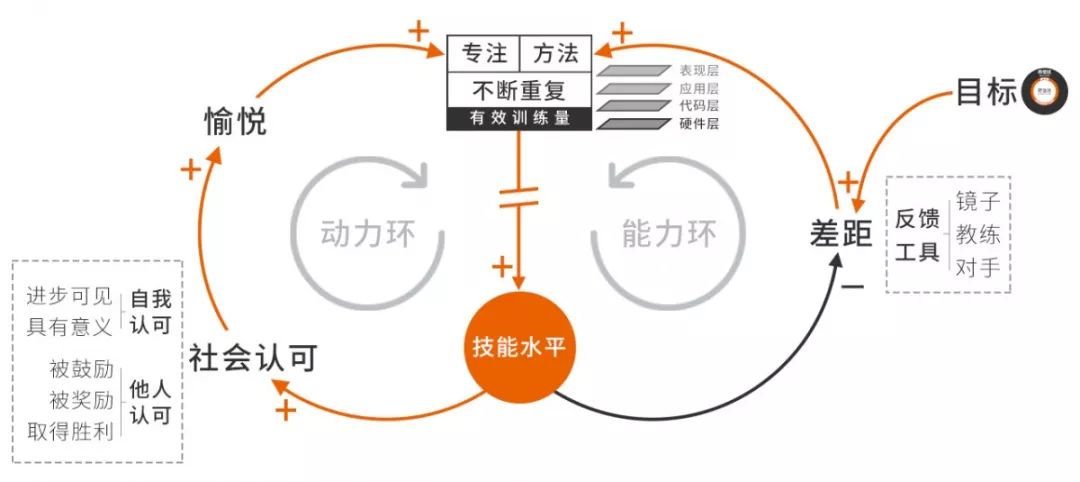 专注 方法
不断重复
有效训练量
表现层
应用层
代码层
硬件层
目标
愉悦
动力环
能力环
差距
反馈
工具
镜子
教练
对手
进步可见
具有意义
自我
认可
被鼓励
被奖励
取得胜利
他人
认可
社会认可
技能水平